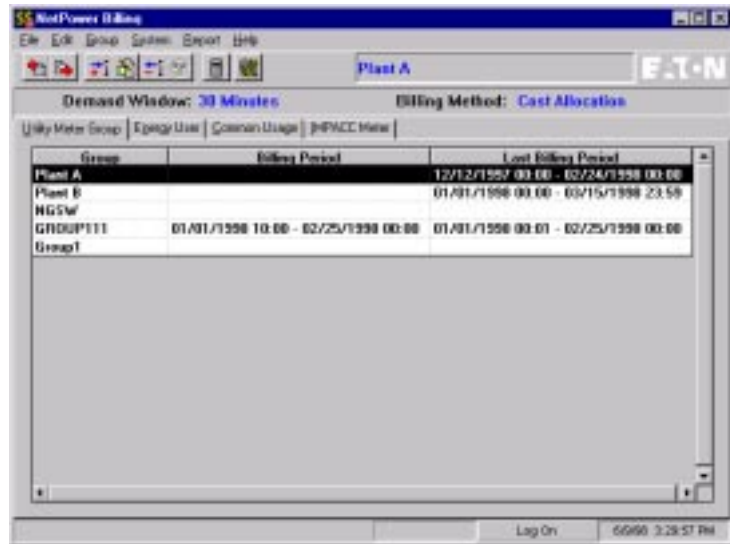 NetPower Billing
File Edit Group System Report Help
Plant A
EATON
Demand Window: 30 Minutes Billing Method: Cost Allocation
Utility Meter Group Energy User Common Usage IMPACC Meter
Group Billing Period Last Billing Period
Plant A 12/12/1997 00:00 - 02/24/1998 00:00
Plant B 01/01/1998 00:00 - 03/15/1998 23:59
NGSW
GROUP111 01/01/1998 10:00 - 02/25/1998 00:00 01/01/1998 00:01 - 02/25/1998 00:00
Group1
Log On 6/9/98 3:29:57 PM